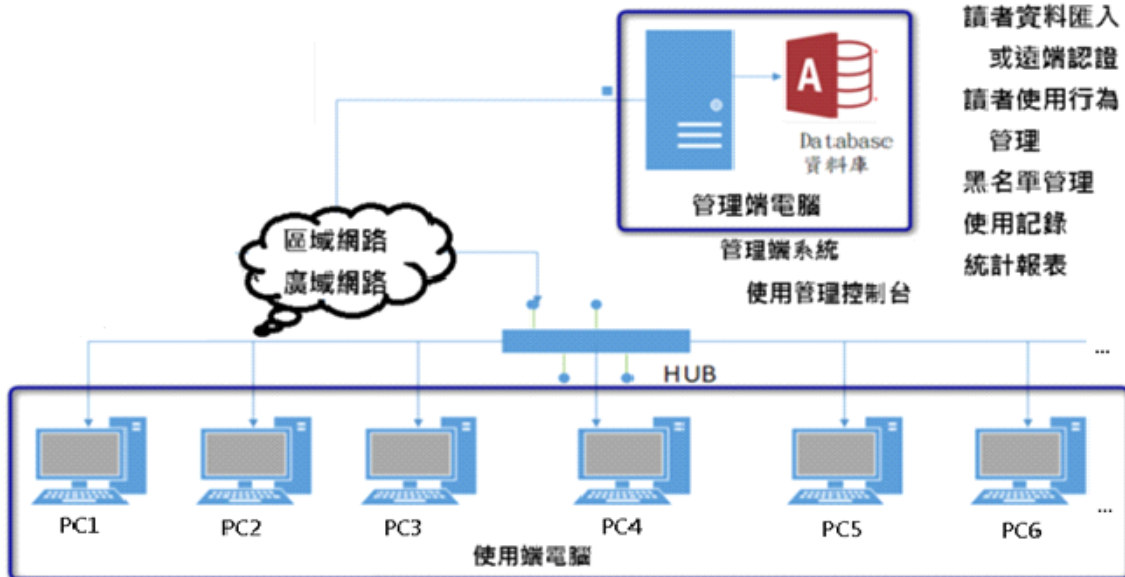 讀者資料匯入
或遠端認證
讀者使用行為
管理
黑名單管理
使用記錄
統計報表
A
Database
資料庫
管理端電腦
管理端系統
使用管理控制台
區域網路
廣域網路
HUB
...
PC1
PC2
PC3
PC4
PC5
PC6
...
使用端電腦